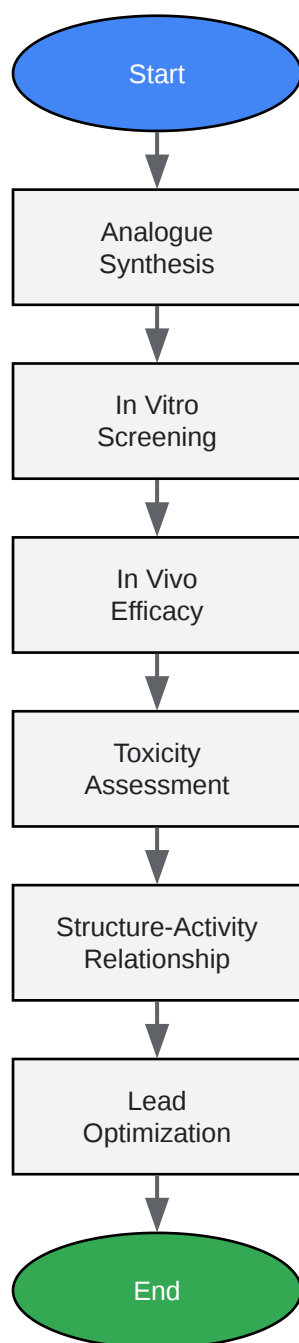 Start
Analogue
Synthesis
In Vitro
Screening
In Vivo
Efficacy
Toxicity
Assessment
Structure-Activity
Relationship
Lead
Optimization
End